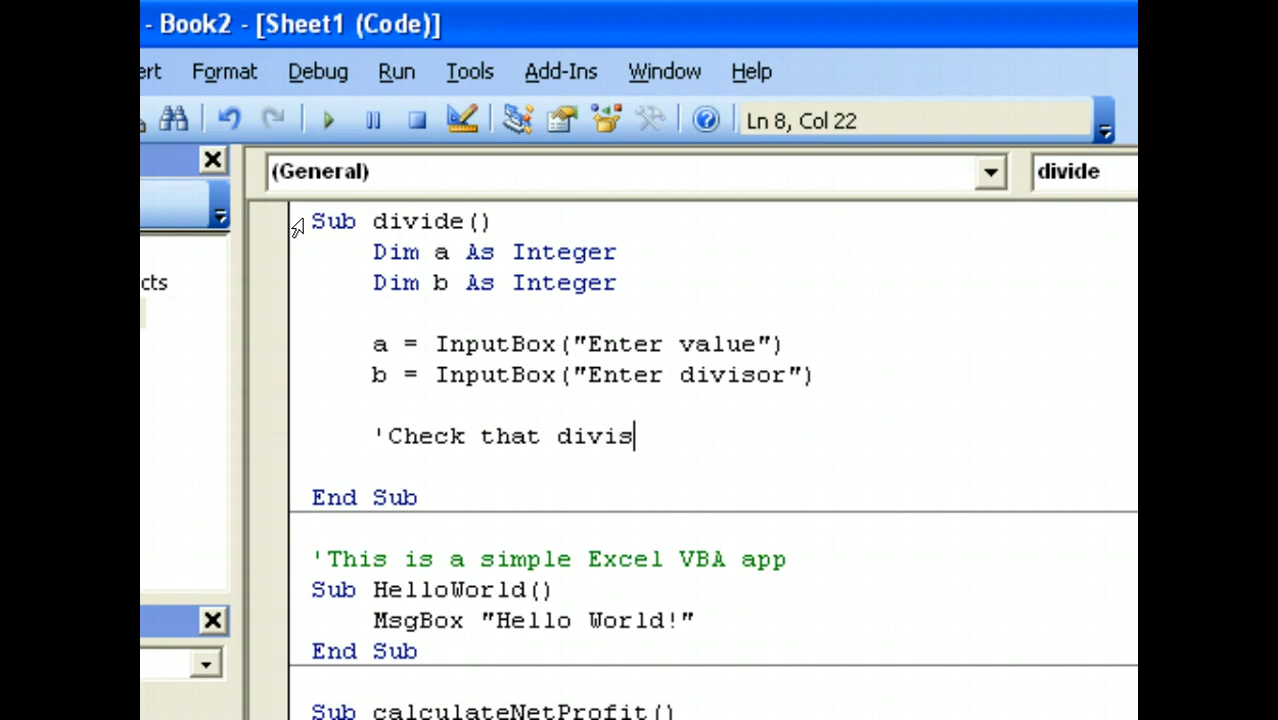 - Book2 - [Sheet1 (Code)]
ert Format Debug Run Tools Add-Ins Window Help
Ln 8, Col 22
(General) divide
Sub divide()
Dim a As Integer
cts
Dim b As Integer
a = InputBox("Enter value")
b = InputBox("Enter divisor")
'Check that divis
End Sub
'This is a simple Excel VBA app
Sub HelloWorld()
MsgBox "Hello World!"
End Sub
Sub calculateNetProfit()